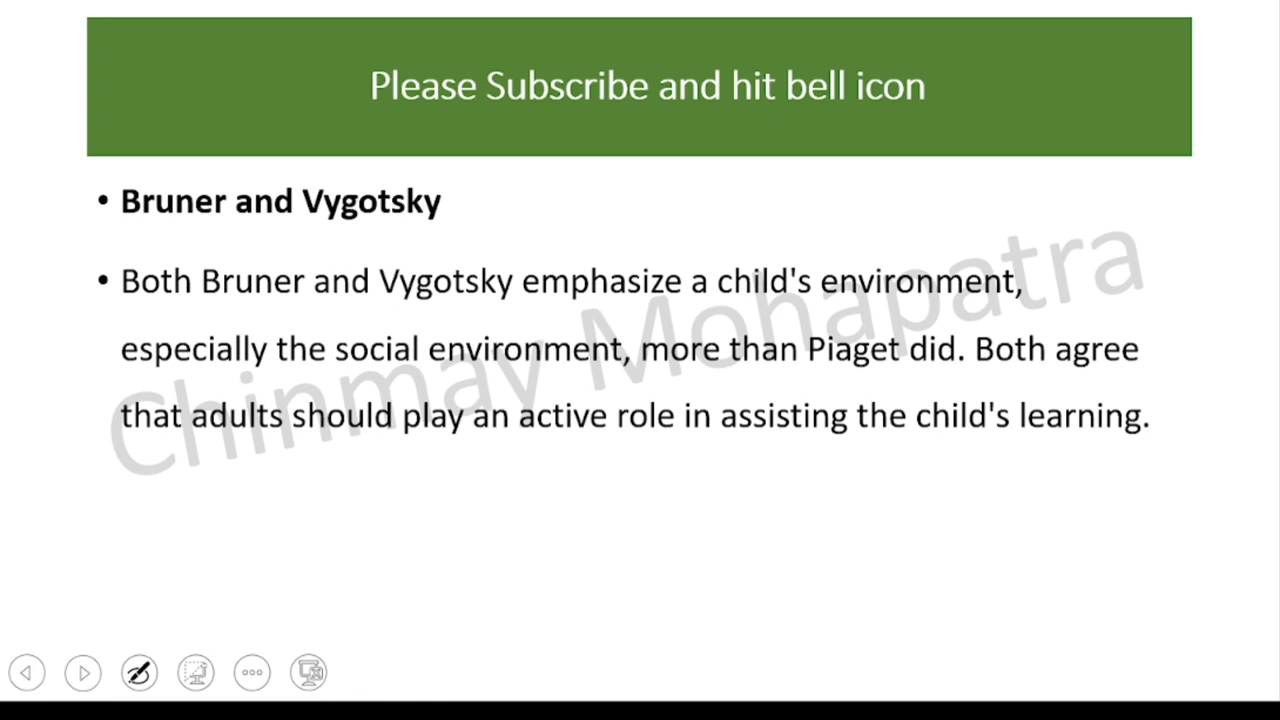 Please Subscribe and hit bell icon
• Bruner and Vygotsky
• Both Bruner and Vygotsky emphasize a child's environment,
especially the social environment, more than Piaget did. Both agree
that adults should play an active role in assisting the child's learning.
Chinmay Mohapatra